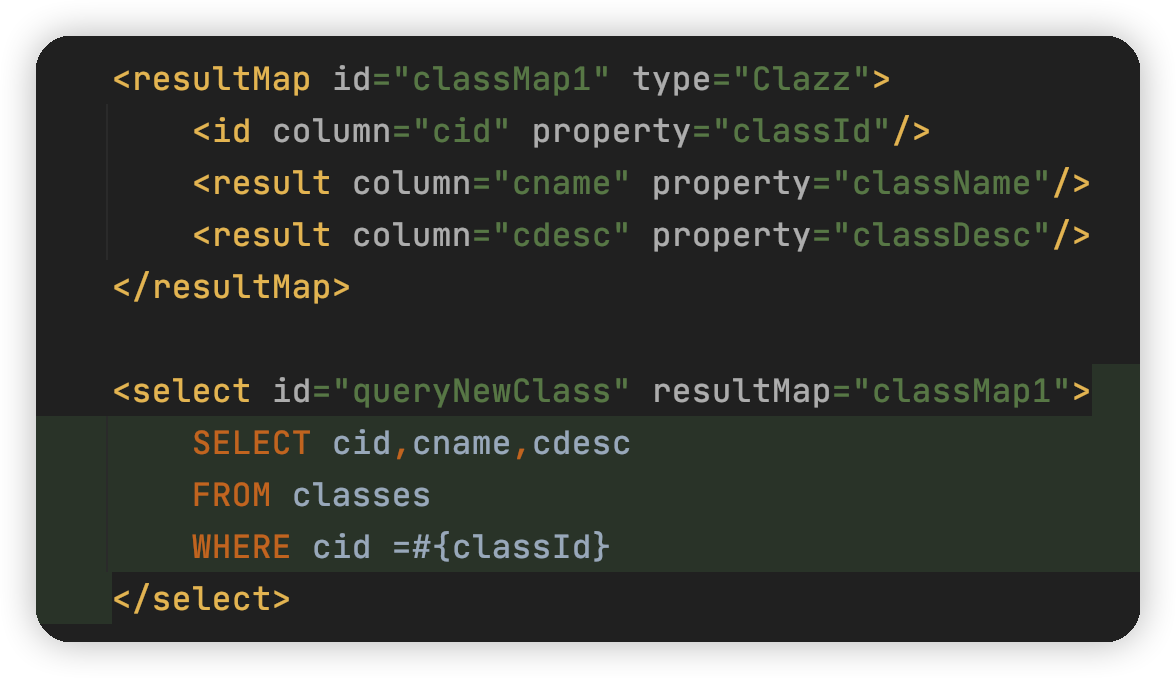 <resultMap id="classMap1" type="Clazz">
<id column="cid" property="classId"/>
<result column="cname" property="className"/>
<result column="cdesc" property="classDesc"/>
</resultMap>
<select id="queryNewClass" resultMap="classMap1">
SELECT cid,cname,cdesc
FROM classes
WHERE cid =#{classId}
</select>